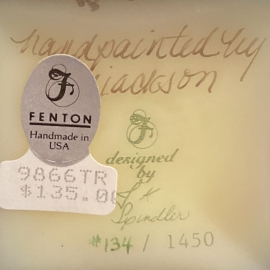 handpainted by
jackson
F
FENTON
Handmade in
USA
9866TR
$135.00
F
designed
by
Spindler
#134 / 1450